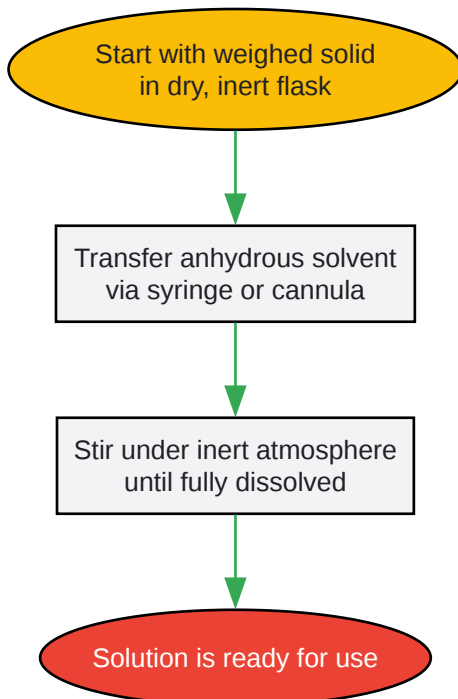 Start with weighed solid
in dry, inert flask
Transfer anhydrous solvent
via syringe or cannula
Stir under inert atmosphere
until fully dissolved
Solution is ready for use